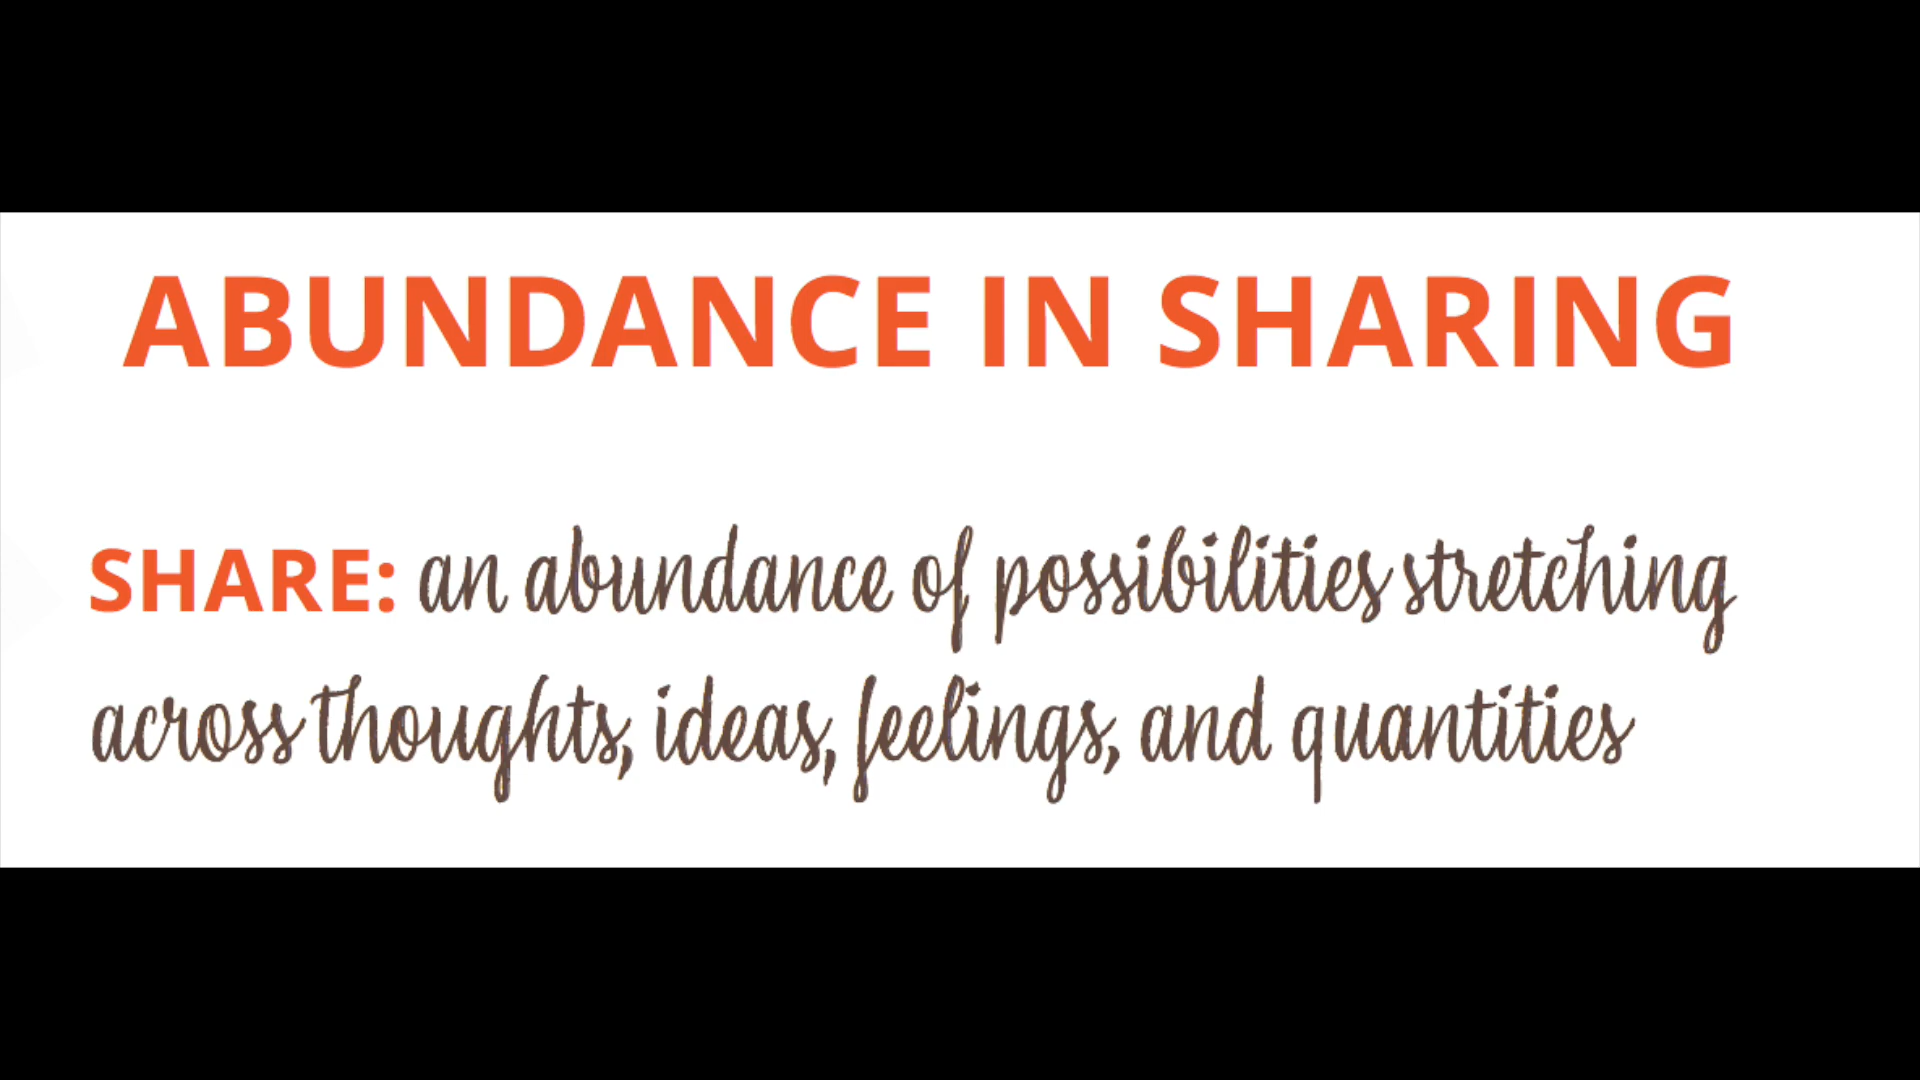 ABUNDANCE IN SHARING
SHARE: an abundance of possibilities stretching
across thoughts, ideas, feelings, and quantities